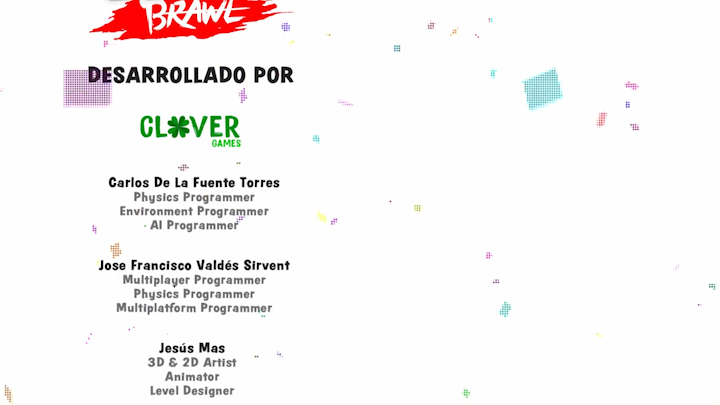 BRAWL
DESARROLLADO POR
CLOVER
GAMES
Carlos De La Fuente Torres
Physics Programmer
Environment Programmer
AI Programmer
Jose Francisco Valdés Sirvent
Multiplayer Programmer
Physics Programmer
Multiplatform Programmer
Jesús Mas
3D & 2D Artist
Animator
Level Designer